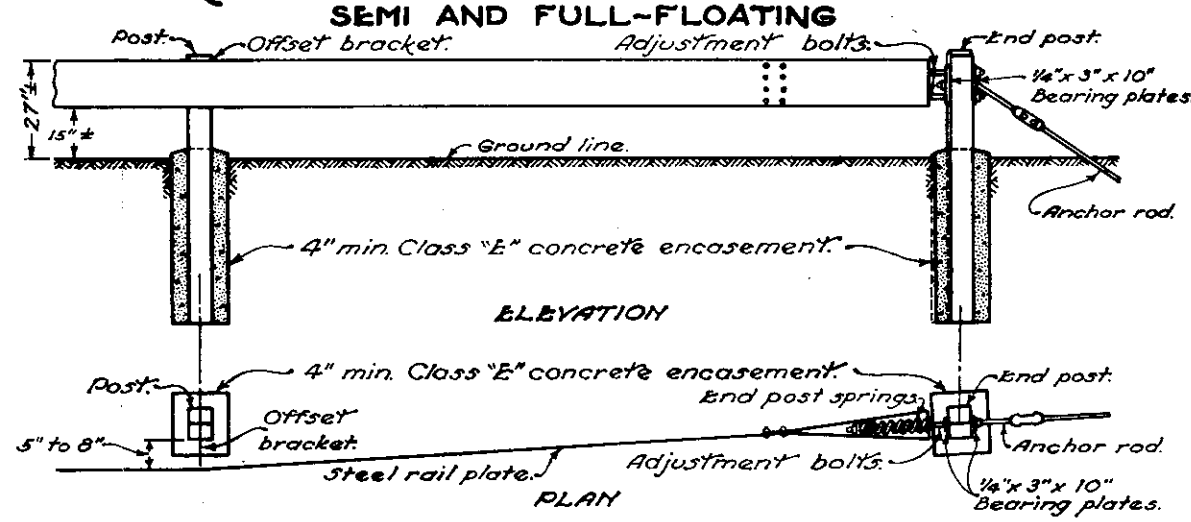 SEMI AND FULL-FLOATING
Post.
Offset bracket.
Adjustment bolts.
End post.
1/4" x 3" x 10"
Bearing plates.
27"±
15"±
Ground line.
Anchor rod.
4" min. Class "E" concrete encasement.
ELEVATION
Post.
4" min. Class "E" concrete encasement.
End post.
End post springs
Offset
bracket.
5" to 8"
Anchor rod.
Steel rail plate.
Adjustment bolts.
1/4" x 3" x 10"
Bearing plates.
PLAN